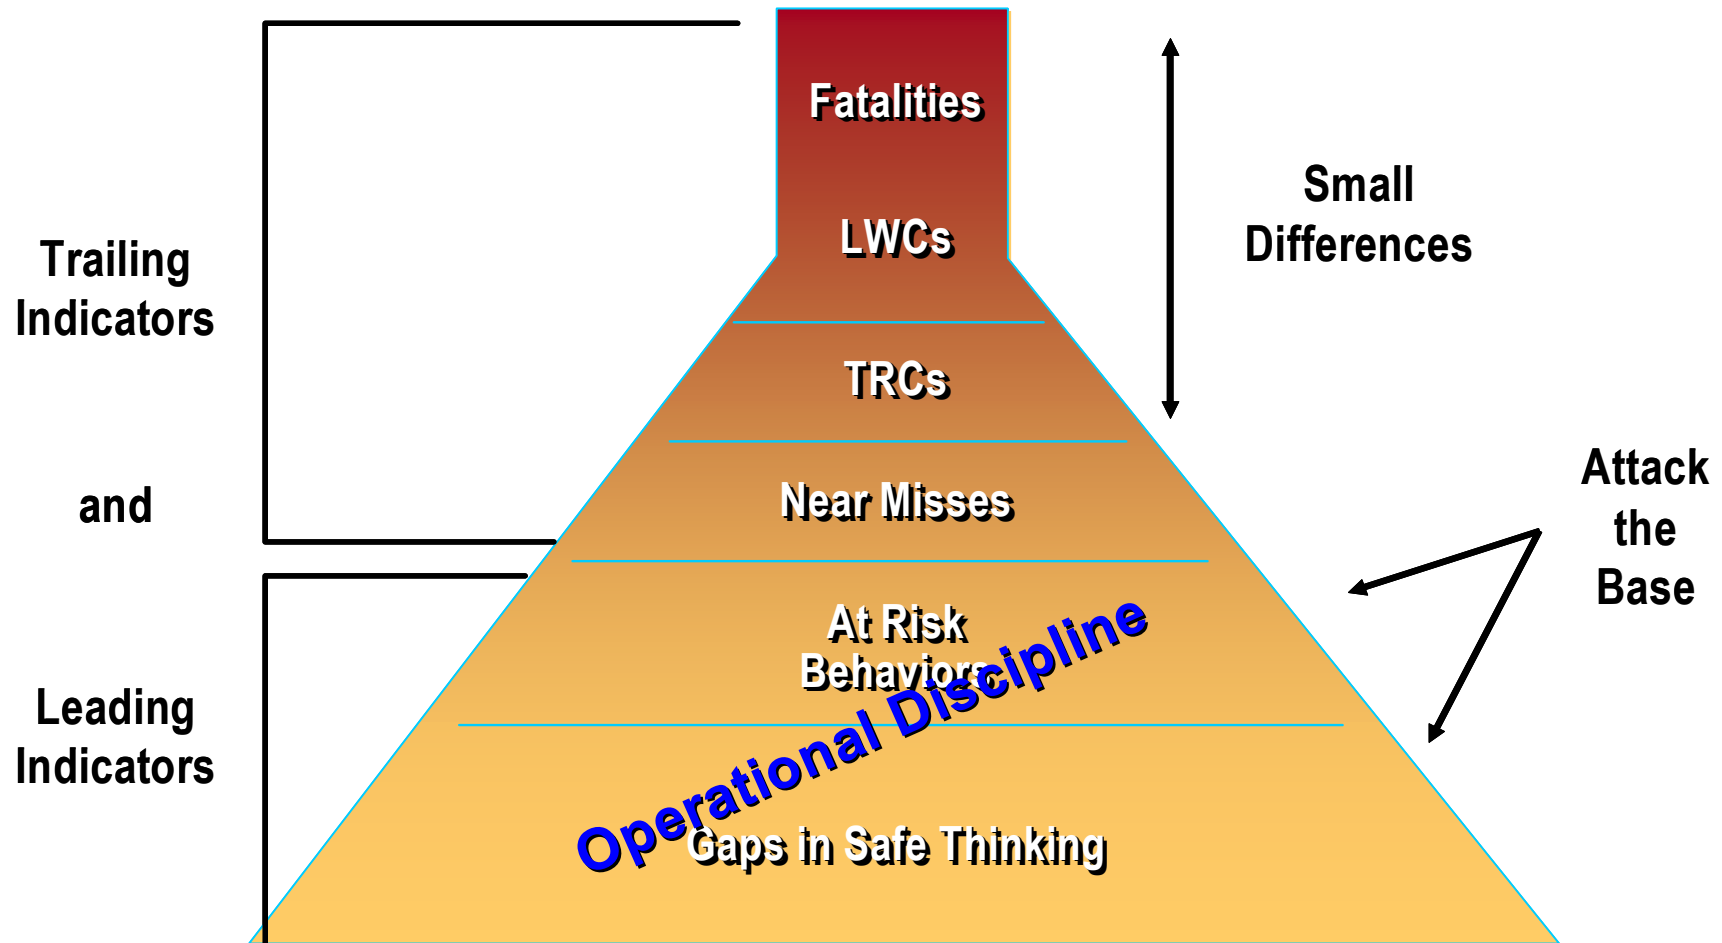 Fatalities
LWCs
TRCs
Near Misses
At Risk
Behaviors
Operational Discipline
Gaps in Safe Thinking
Trailing
Indicators
and
Leading
Indicators
Small
Differences
Attack
the
Base